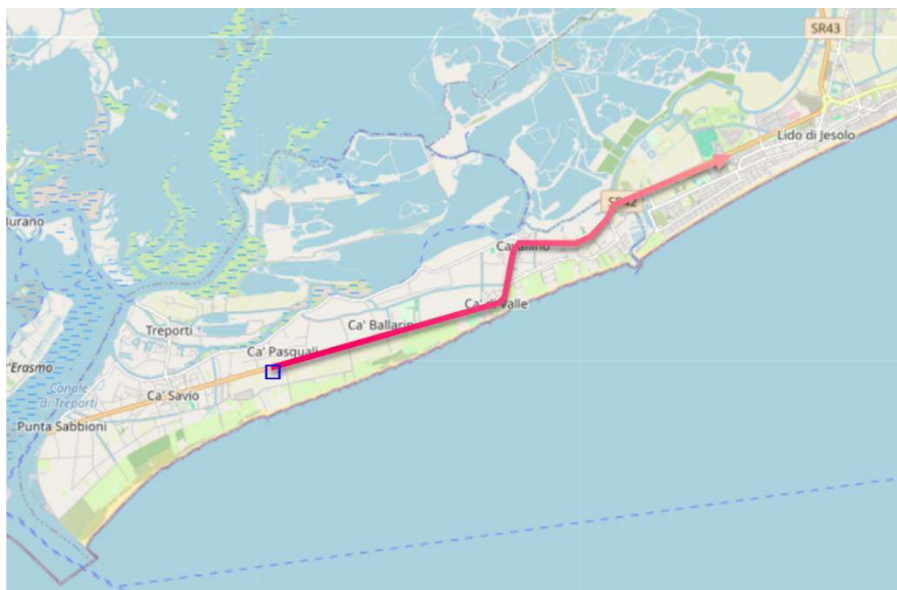 SR43
Lido di Jesolo
SR42
Cavallino
Ca' di Valle
Treporti
Ca' Ballarin
Ca' Pasquali
Ca' Savio
Canale
di Treporti
Punta Sabbioni